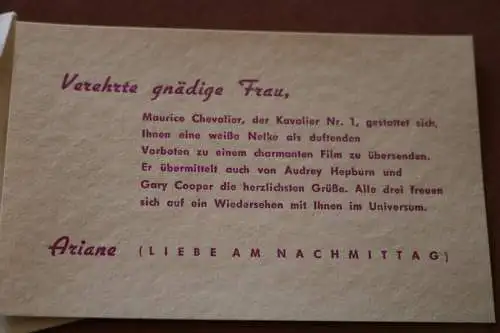 Verehrte gnädige Frau,
Maurice Chevalier, der Kavalier Nr. 1, gestattet sich,
Ihnen eine weiße Nelke als duftenden
Vorboten zu einem charmanten Film zu übersenden.
Er übermittelt auch von Audrey Hepburn und
Gary Cooper die herzlichsten Grüße. Alle drei freuen
sich auf ein Wiedersehen mit Ihnen im Universum.
Ariane (LIEBE AM NACHMITTAG)